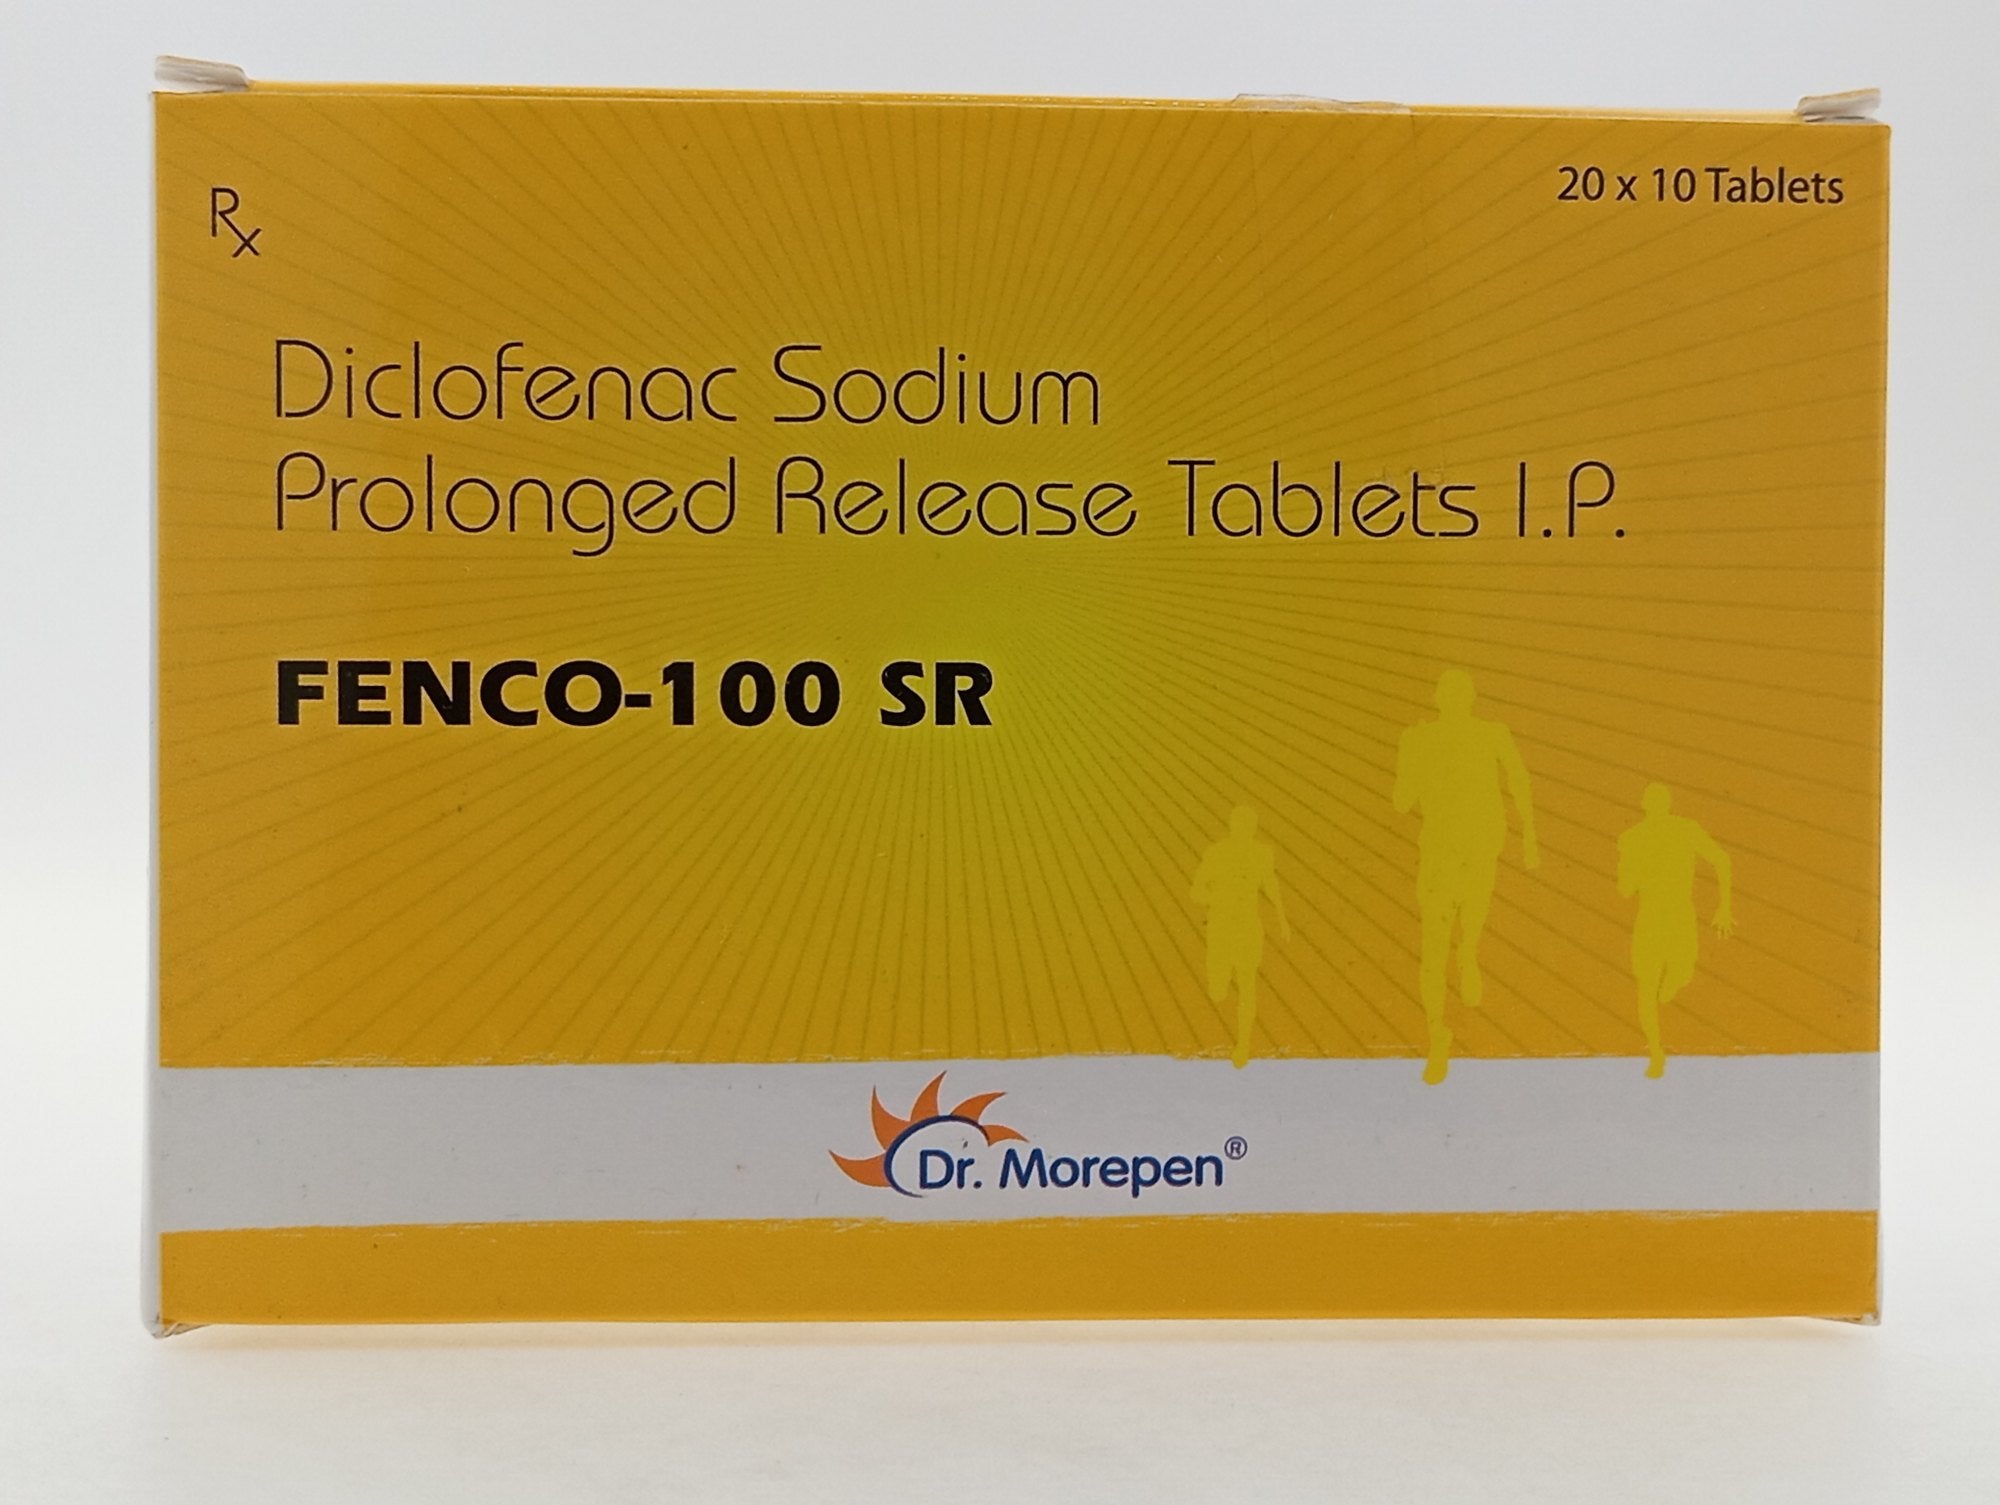 Rx
20 x 10 Tablets
Diclofenac Sodium
Prolonged Release Tablets I.P.
FENCO-100 SR
Dr. Morepen®